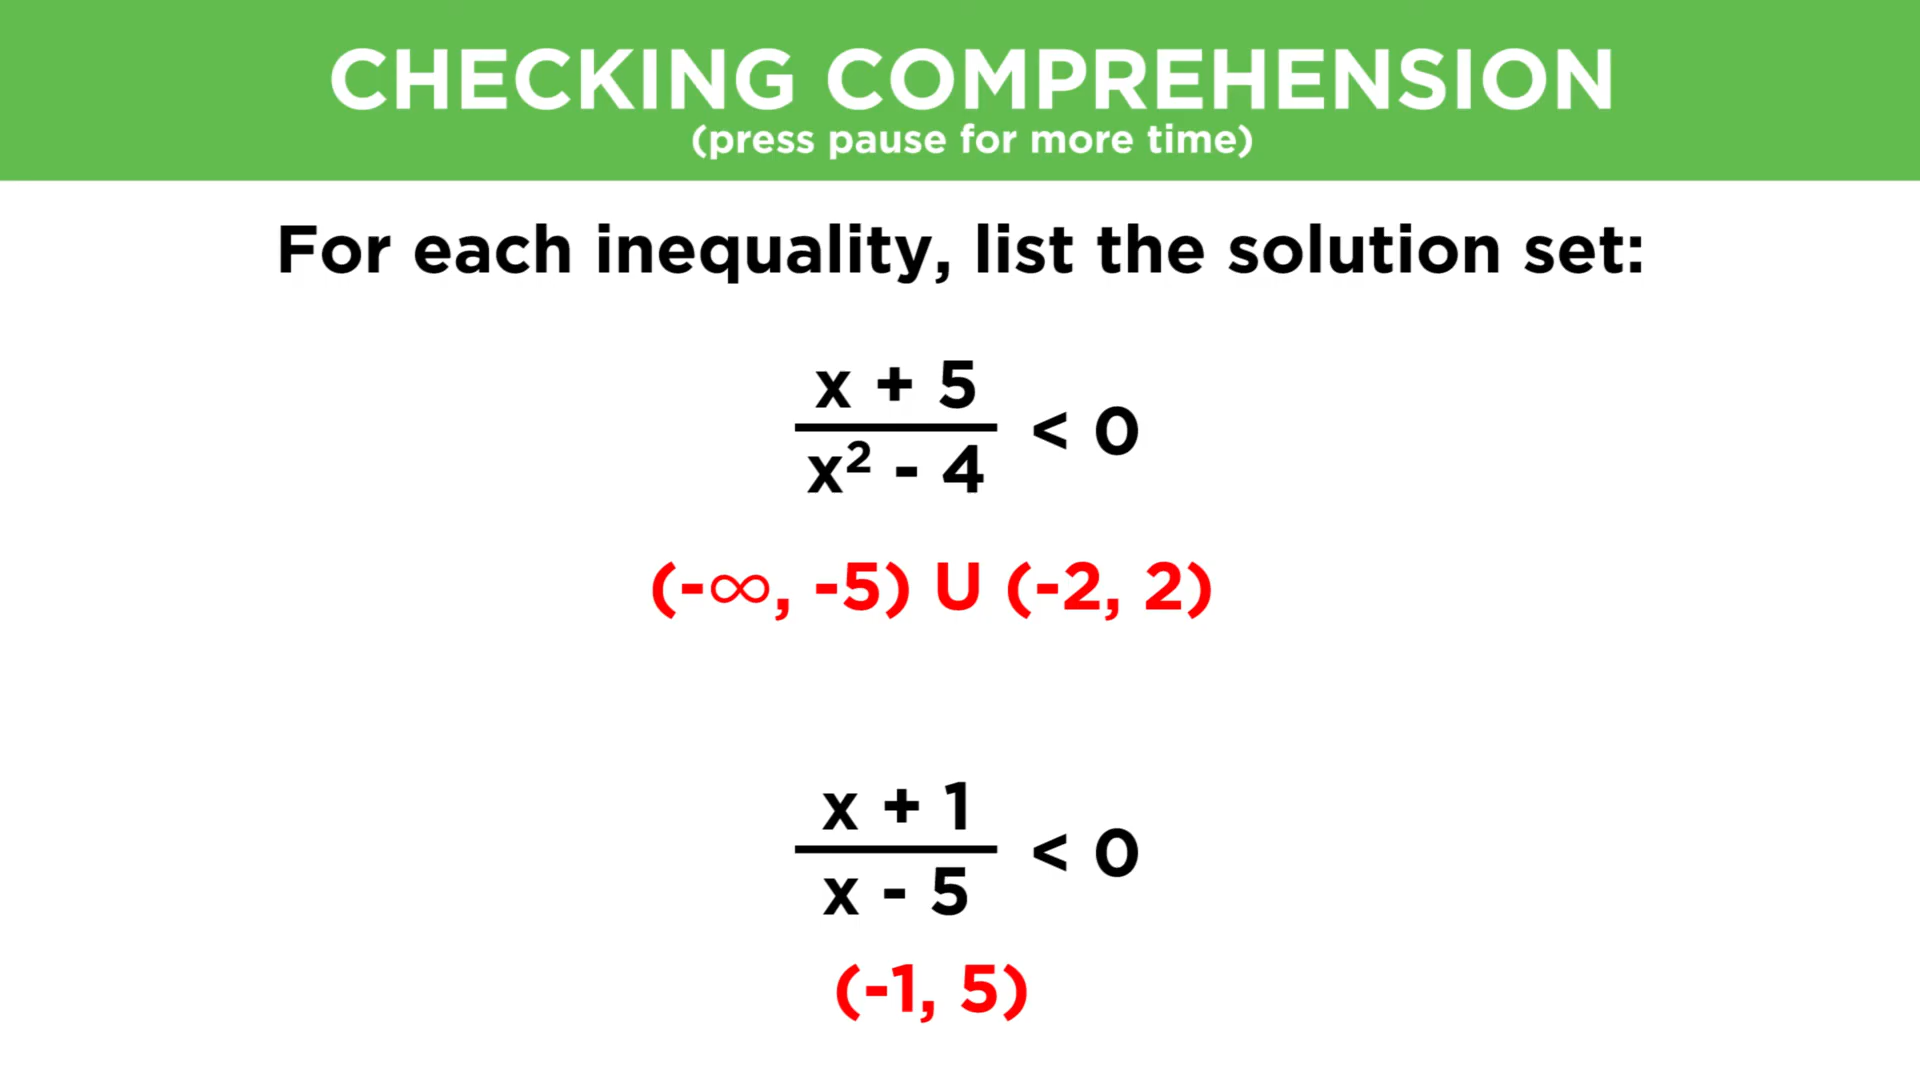 CHECKING COMPREHENSION
(press pause for more time)
For each inequality, list the solution set:
x + 5
x² - 4
< 0
(-∞, -5) U (-2, 2)
x + 1
x - 5
< 0
(-1, 5)